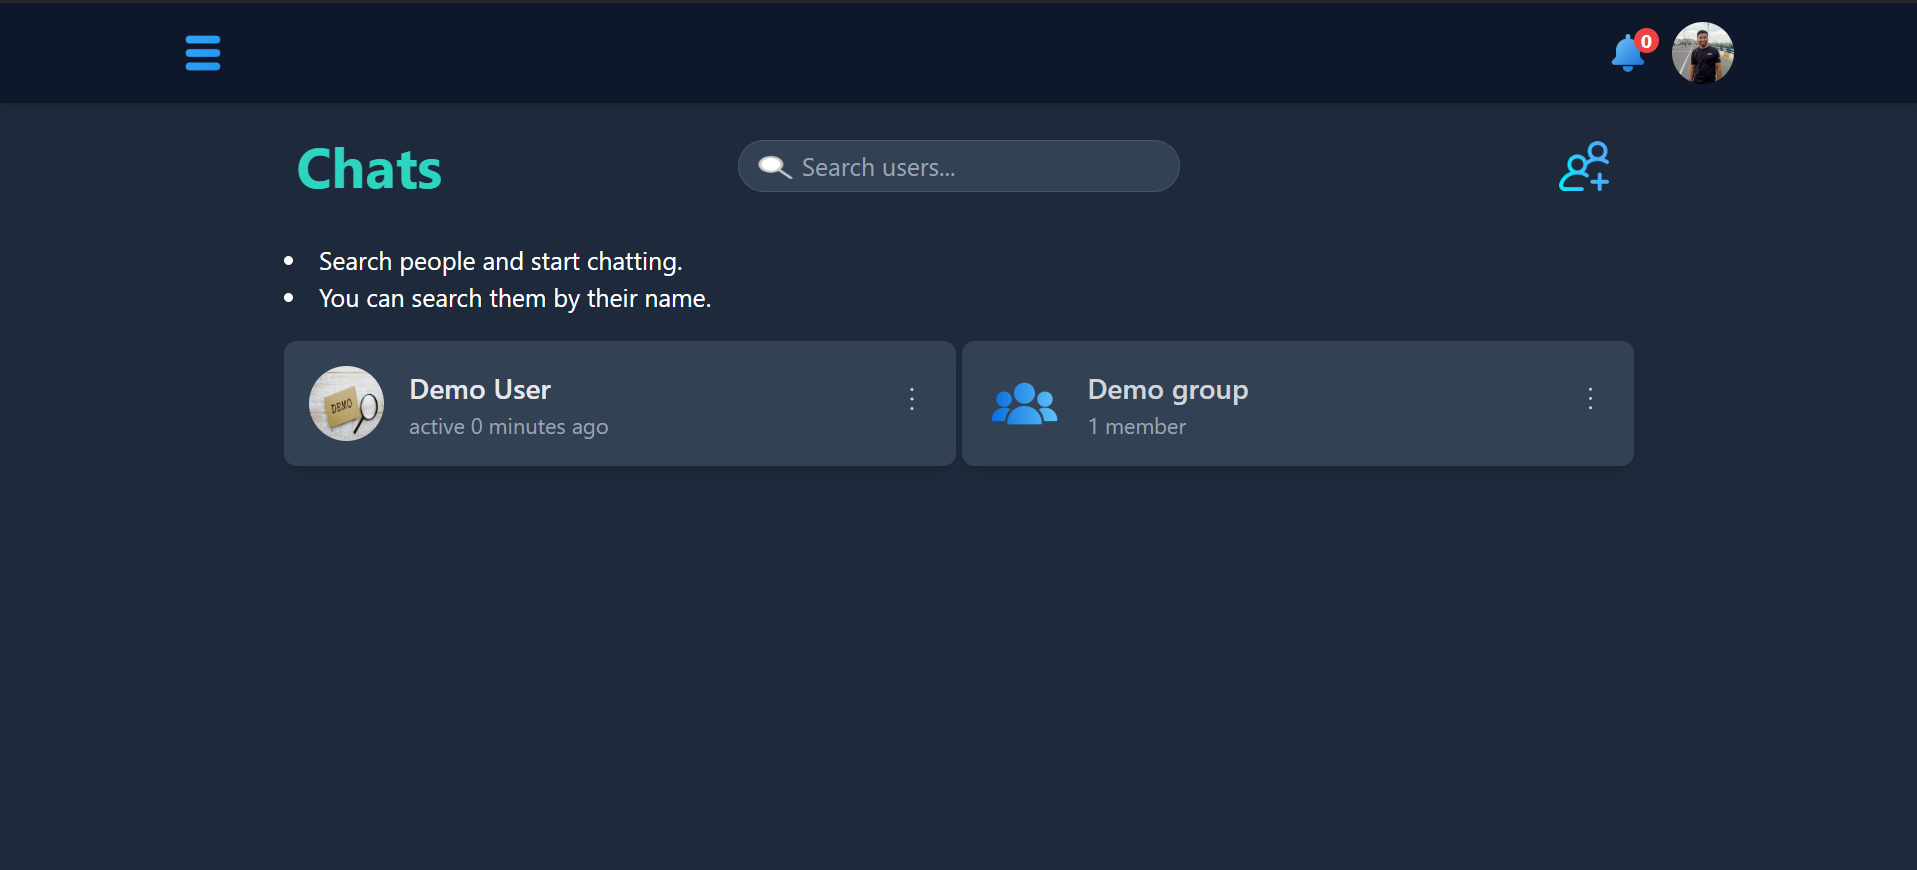 0
Chats
Search users...
Search people and start chatting.
You can search them by their name.
DEMO
Demo User
active 0 minutes ago
Demo group
1 member